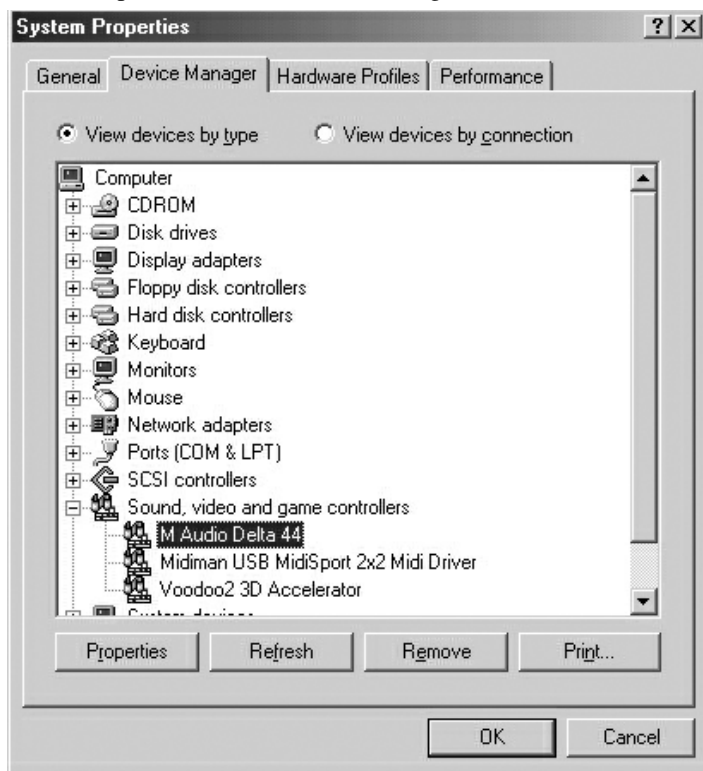 System Properties
General Device Manager Hardware Profiles Performance
View devices by type View devices by connection
Computer
CDROM
Disk drives
Display adapters
Floppy disk controllers
Hard disk controllers
Keyboard
Monitors
Mouse
Network adapters
Ports (COM & LPT)
SCSI controllers
Sound, video and game controllers
M Audio Delta 44
Midiman USB MidiSport 2x2 Midi Driver
Voodoo2 3D Accelerator
System devices
Properties Refresh Remove Print...
OK Cancel